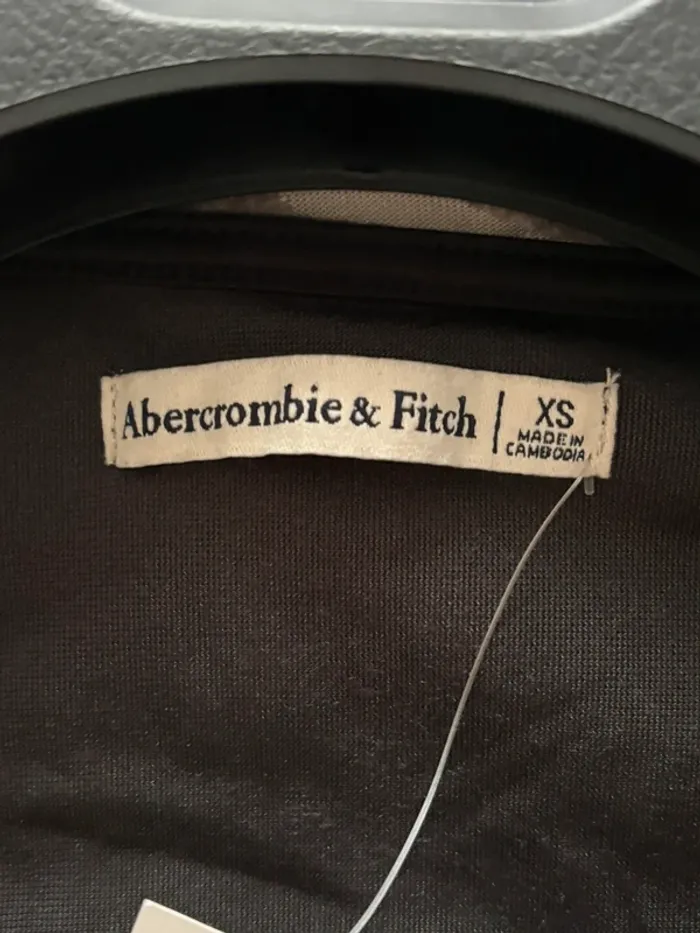 Abercrombie & Fitch | XS
MADE IN
CAMBODIA